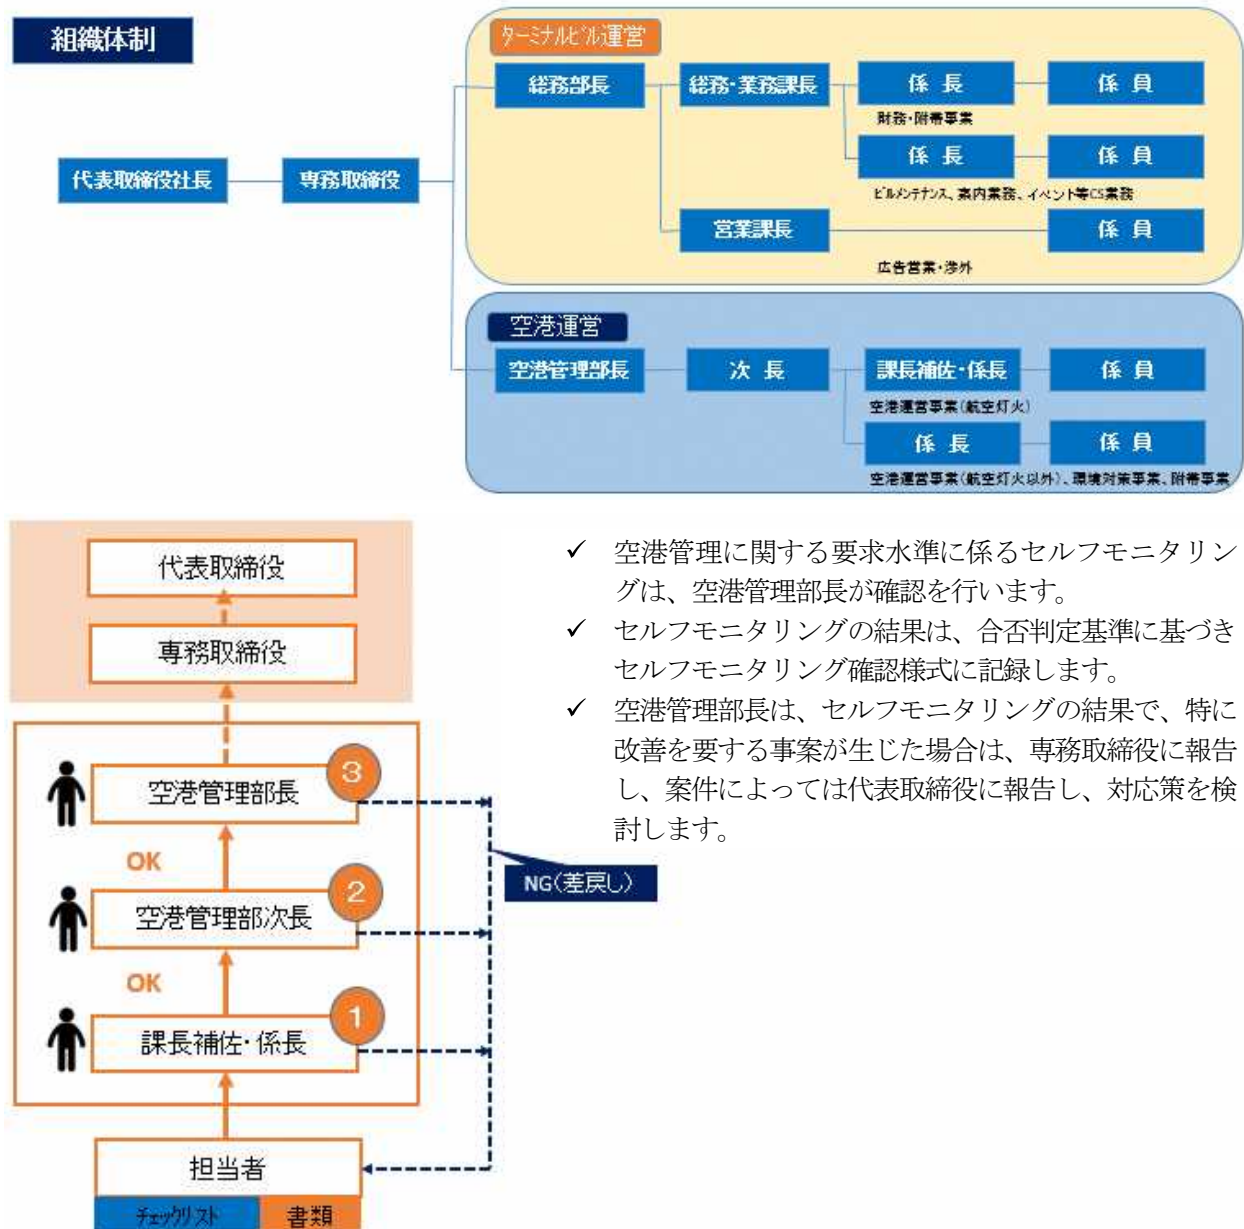 組織体制
ターミナルビル運営
総務部長
総務・業務課長
係 長
係 員
財務・附帯事業
係 長
係 員
代表取締役社長
専務取締役
ビルメンテナンス、案内業務、イベント等CS業務
営業課長
係 員
広告営業・渉外
空港運営
空港管理部長
次 長
課長補佐・係長
係 員
空港運営事業(航空灯火)
係 長
係 員
空港運営事業(航空灯火以外)、環境対策事業、附帯事業
代表取締役
専務取締役
空港管理部長
3
OK
空港管理部次長
2
NG(差戻し)
OK
課長補佐・係長
1
担当者
チェックリスト
書類
✓ 空港管理に関する要求水準に係るセルフモニタリン
グは、空港管理部長が確認を行います。
✓ セルフモニタリングの結果は、合否判定基準に基づき
セルフモニタリング確認様式に記録します。
✓ 空港管理部長は、セルフモニタリングの結果で、特に
改善を要する事案が生じた場合は、専務取締役に報告
し、案件によっては代表取締役に報告し、対応策を検
討します。